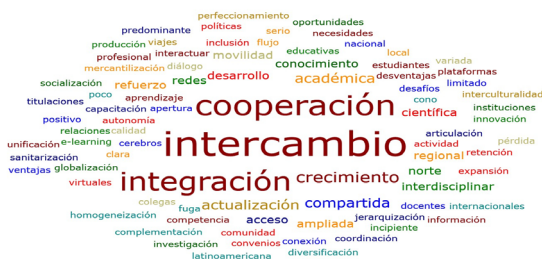 perfeccionamiento
políticas serio oportunidades
predominante necesidades
producción viajes inclusión flujo nacional
profesional interactuar movilidad educativas local
mercantilización diálogo conocimiento estudiantes variada
socialización refuerzo redes desarrollo académica desventajas plataformas
poco aprendizaje desafíos limitado
titulaciones cono interculturalidad
capacitación apertura cooperación científica instituciones
positivo autonomía innovación
relaciones calidad articulación
unificación e-learning cerebros intercambio actividad pérdida
sanitarización clara regional retención
ventajas globalización integración crecimiento norte expansión
virtuales interdisciplinar
colegas actualización compartida docentes internacionales
homogeneización fuga acceso ampliada jerarquización información
competencia incipiente
complementación comunidad conexión coordinación
investigación convenios diversificación
latinoamericana